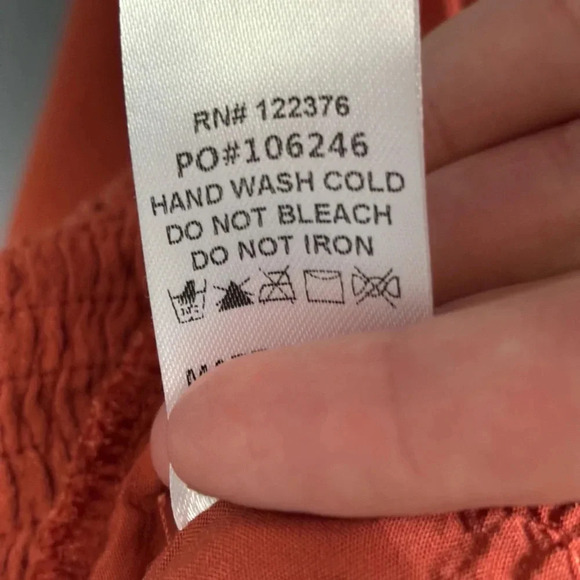 RN# 122376
PO#106246
HAND WASH COLD
DO NOT BLEACH
DO NOT IRON